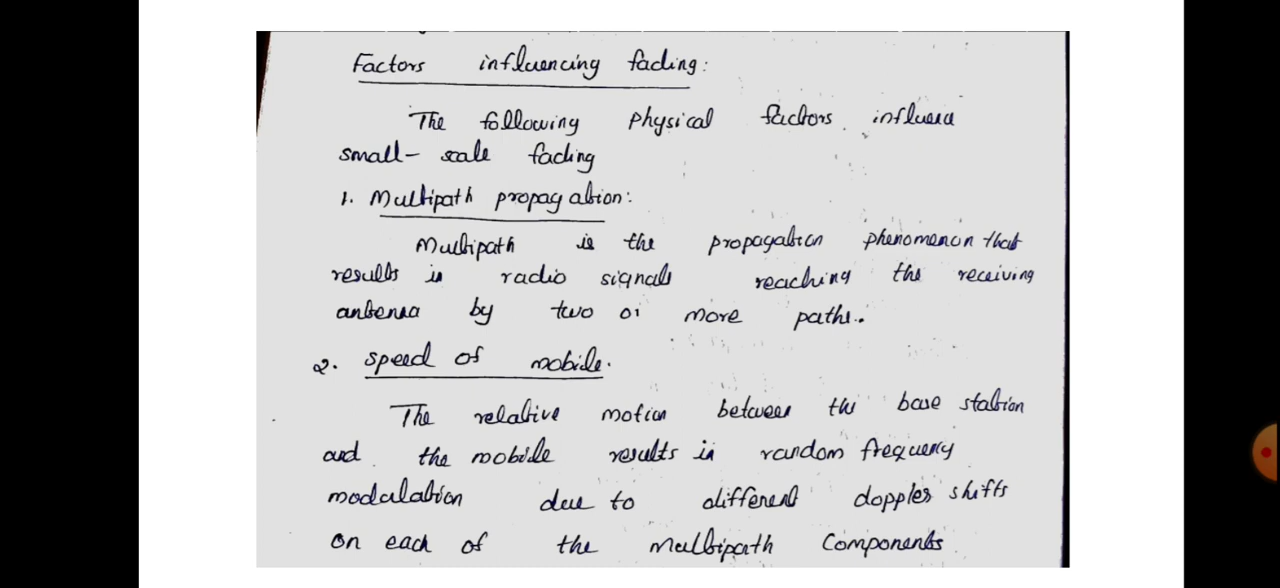 Factors influencing fading:
The following physical factors influence
small-scale fading
1. Multipath propagation:
Multipath is the propagation phenomenon that
results in radio signals reaching the receiving
antenna by two or more paths.
2. speed of mobile.
The relative motion between the base station
and the mobile results in random frequency
modulation due to different doppler shifts
on each of the multipath components